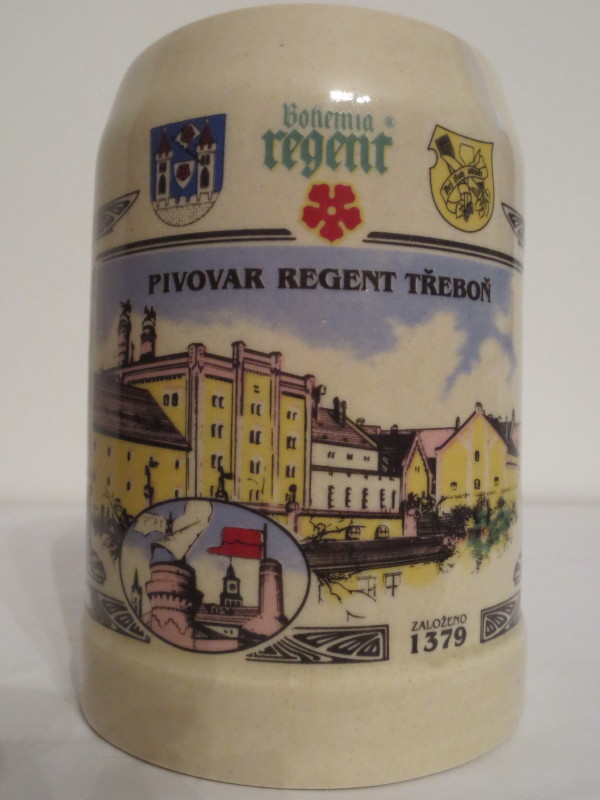 Bohemia ®
regent
PIVOVAR REGENT TŘEBOŇ
ZALOŽENO
1379